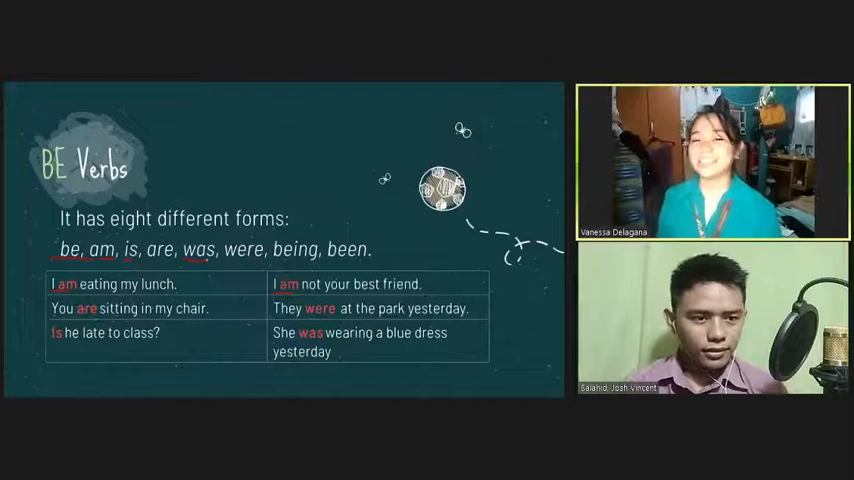 BE Verbs
It has eight different forms:
be, am, is, are, was, were, being, been.
I am eating my lunch.
I am not your best friend.
You are sitting in my chair.
They were at the park yesterday.
Is he late to class?
She was wearing a blue dress
yesterday
Vanessa Delagana
Salahid, Josh Vincent